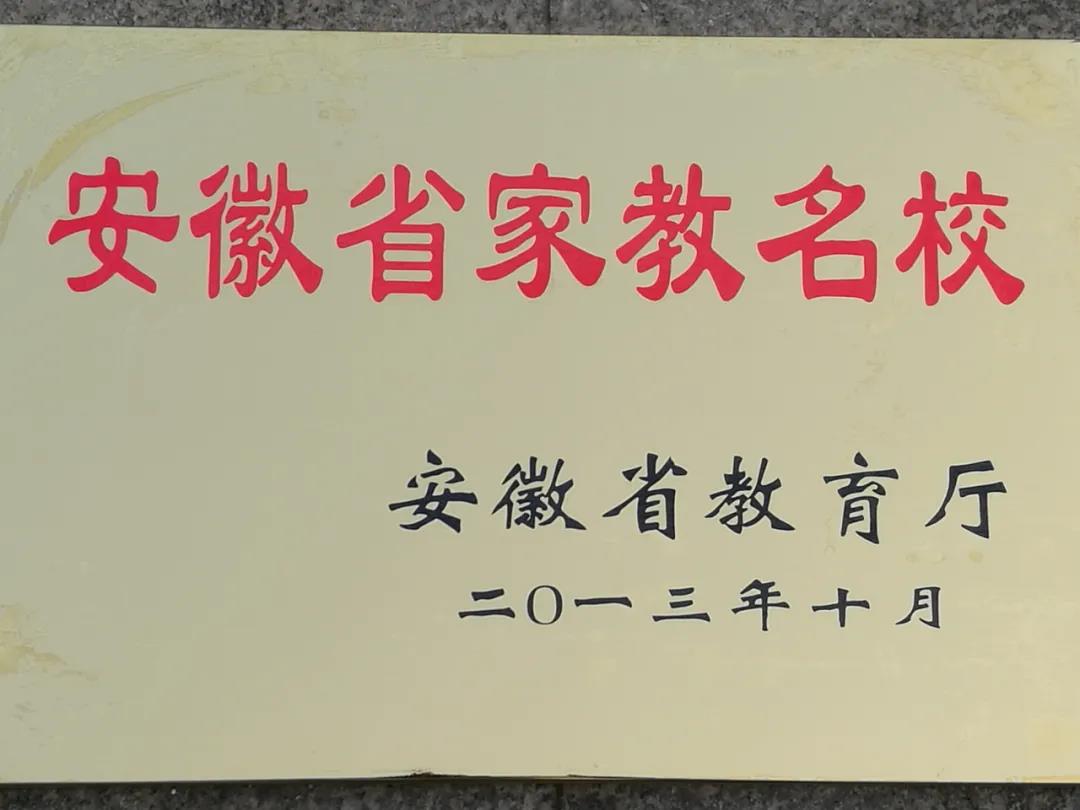 安徽省家教名校
安徽省教育厅
二〇一三年十月